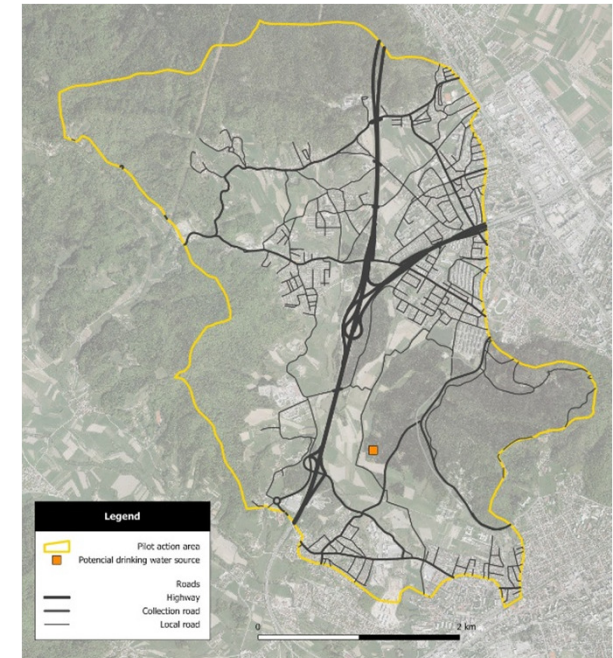 Legend
Pilot action area
Potencial drinking water source
Roads
Highway
Collection road
Local road
0 2 km